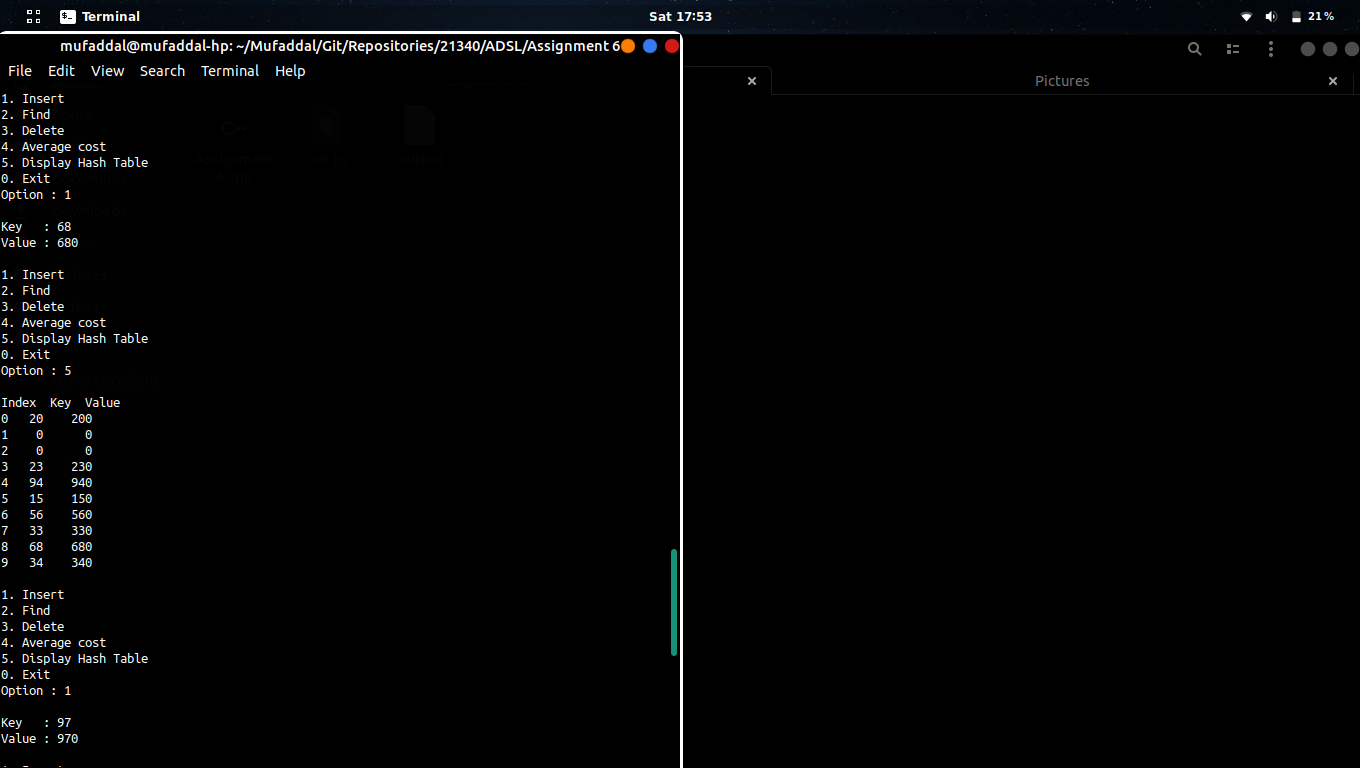 Terminal
Sat 17:53
21%
mufaddal@mufaddal-hp: ~/Mufaddal/Git/Repositories/21340/ADSL/Assignment 6
File Edit View Search Terminal Help
Pictures
1. Insert
2. Find
3. Delete
4. Average cost
5. Display Hash Table
0. Exit
Option : 1
Key   : 68
Value : 680
1. Insert
2. Find
3. Delete
4. Average cost
5. Display Hash Table
0. Exit
Option : 5
Index  Key  Value
0   20    200
1    0      0
2    0      0
3   23    230
4   94    940
5   15    150
6   56    560
7   33    330
8   68    680
9   34    340
1. Insert
2. Find
3. Delete
4. Average cost
5. Display Hash Table
0. Exit
Option : 1
Key   : 97
Value : 970